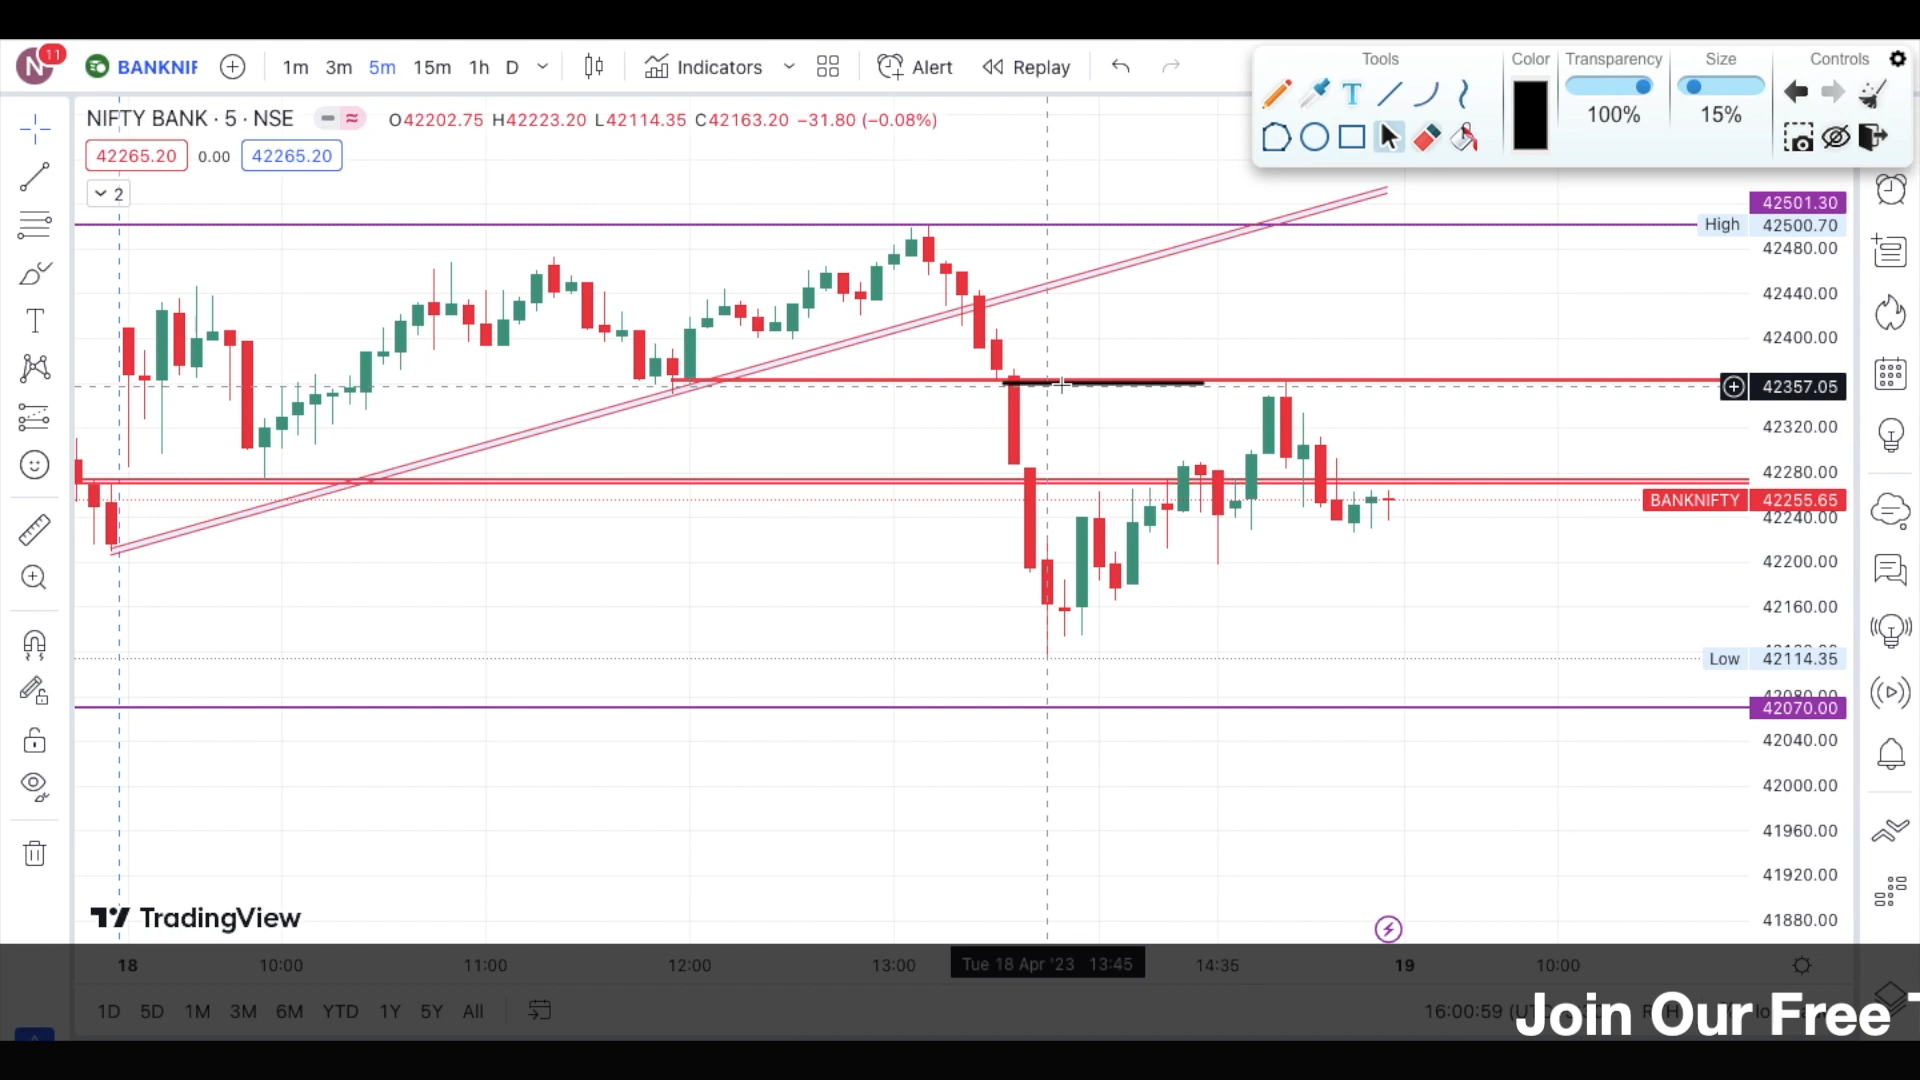 N 11 BANKNIF 1m 3m 5m 15m 1h D Indicators Alert Replay
Tools Color Transparency Size Controls
T 100% 15%
NIFTY BANK · 5 · NSE O42202.75 H42223.20 L42114.35 C42163.20 −31.80 (−0.08%)
42265.20 0.00 42265.20
2
42501.30
High 42500.70
42480.00
42440.00
42400.00
42357.05
42320.00
42280.00
BANKNIFTY 42255.65
42240.00
42200.00
42160.00
Low 42114.35
42080.00
42070.00
42040.00
42000.00
41960.00
41920.00
41880.00
TradingView
18 10:00 11:00 12:00 13:00 Tue 18 Apr '23 13:45 14:35 19 10:00
1D 5D 1M 3M 6M YTD 1Y 5Y All 16:00:59
Join Our Free